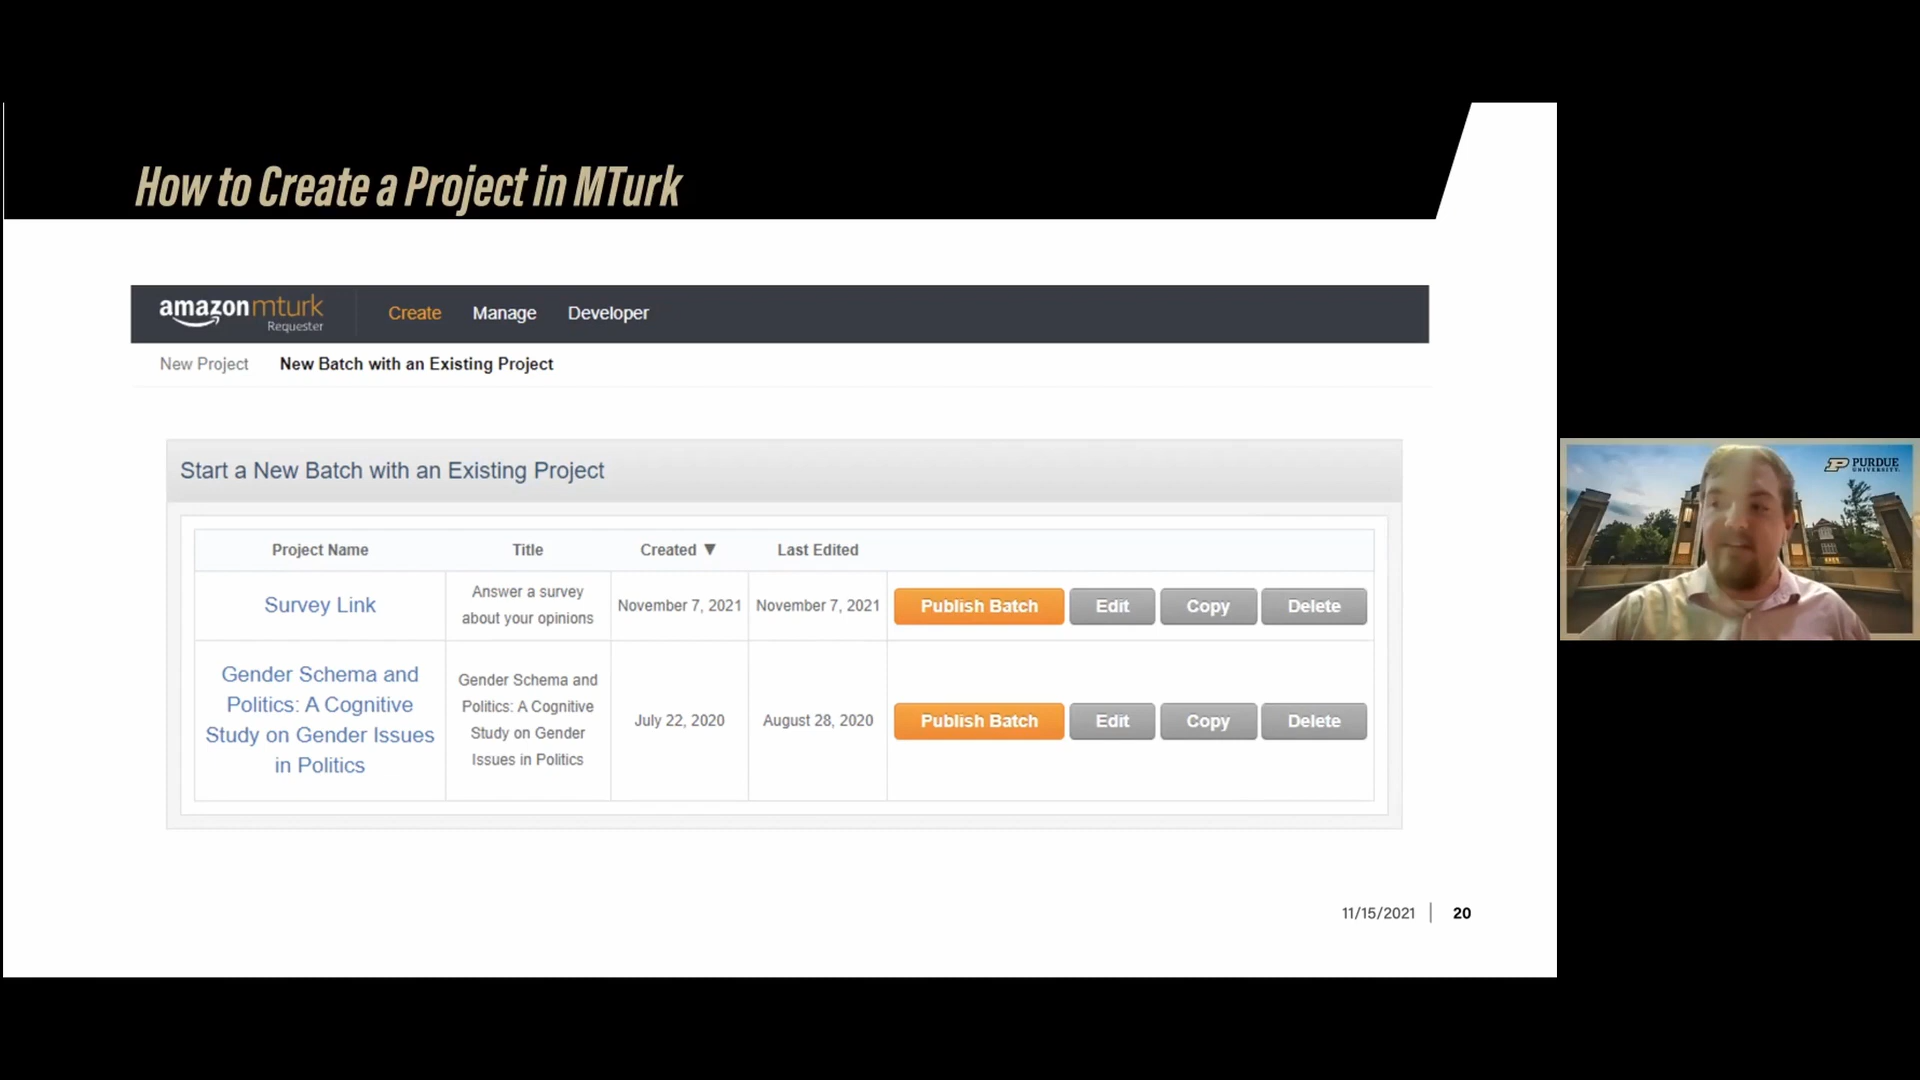 How to Create a Project in MTurk
amazonmturk
Requester
Create Manage Developer
New Project New Batch with an Existing Project
Start a New Batch with an Existing Project
Project Name Title Created ▼ Last Edited
Survey Link
Answer a survey
about your opinions
November 7, 2021 November 7, 2021 Publish Batch Edit Copy Delete
Gender Schema and
Politics: A Cognitive
Study on Gender Issues
in Politics
Gender Schema and
Politics: A Cognitive
Study on Gender
Issues in Politics
July 22, 2020 August 28, 2020 Publish Batch Edit Copy Delete
11/15/2021 20
PURDUE
UNIVERSITY